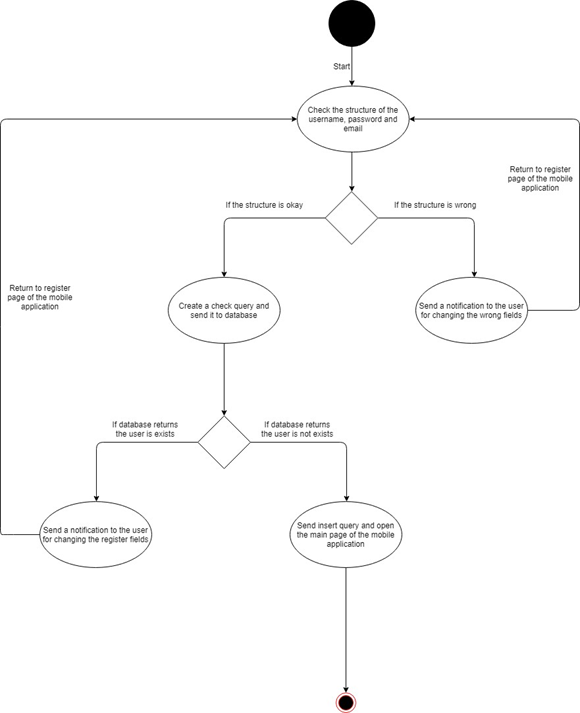 Start
Check the structure of the
username, password and
email
Return to register
page of the mobile
application
If the structure is okay
If the structure is wrong
Return to register
page of the mobile
application
Create a check query and
send it to database
Send a notification to the user
for changing the wrong fields
If database returns
the user is exists
If database returns
the user is not exists
Send a notification to the user
for changing the register fields
Send insert query and open
the main page of the mobile
application